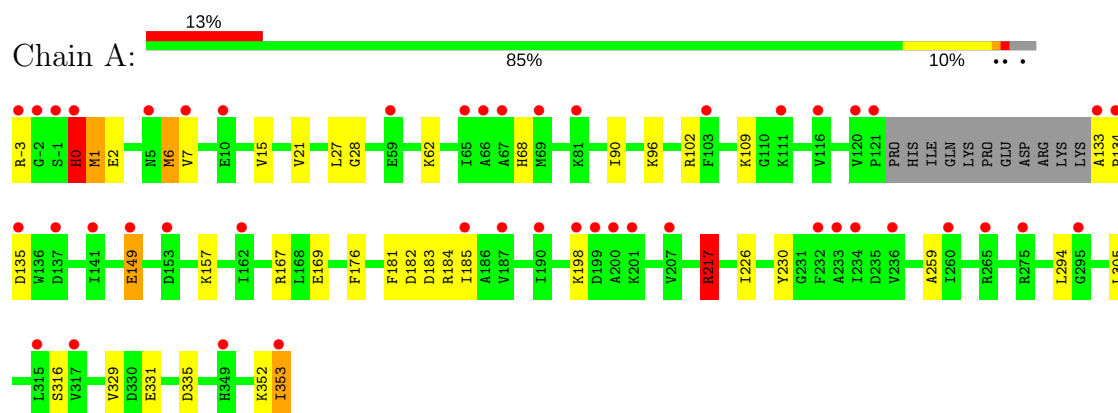 13%
Chain A:
85% 10% •• •
R-3 G-2 S-1 H0 M1 E2 N5 M6 V7 E10 V15 V21 L27 G28 E59 K62 I65 A66 A67 H68 M69 K81 I90 K96 R102 F103 K109 G110 K111 V116 V120 P121 PRO HIS ILE GLN LYS PRO GLU ASP ARG LYS LYS A133
D135 W136 D137 I141 E149 D153 K157 I162 R167 L168 E169 F176 F181 D182 D183 R184 I185 A186 V187 I190 K198 D199 A200 K201 V207 R217 I226 Y230 G231 F232 A233 I234 D235 V236 A259 I260 R265 R275 L294 G295
L315 S316 V317 V329 D330 E331 D335 H349 K352 I353